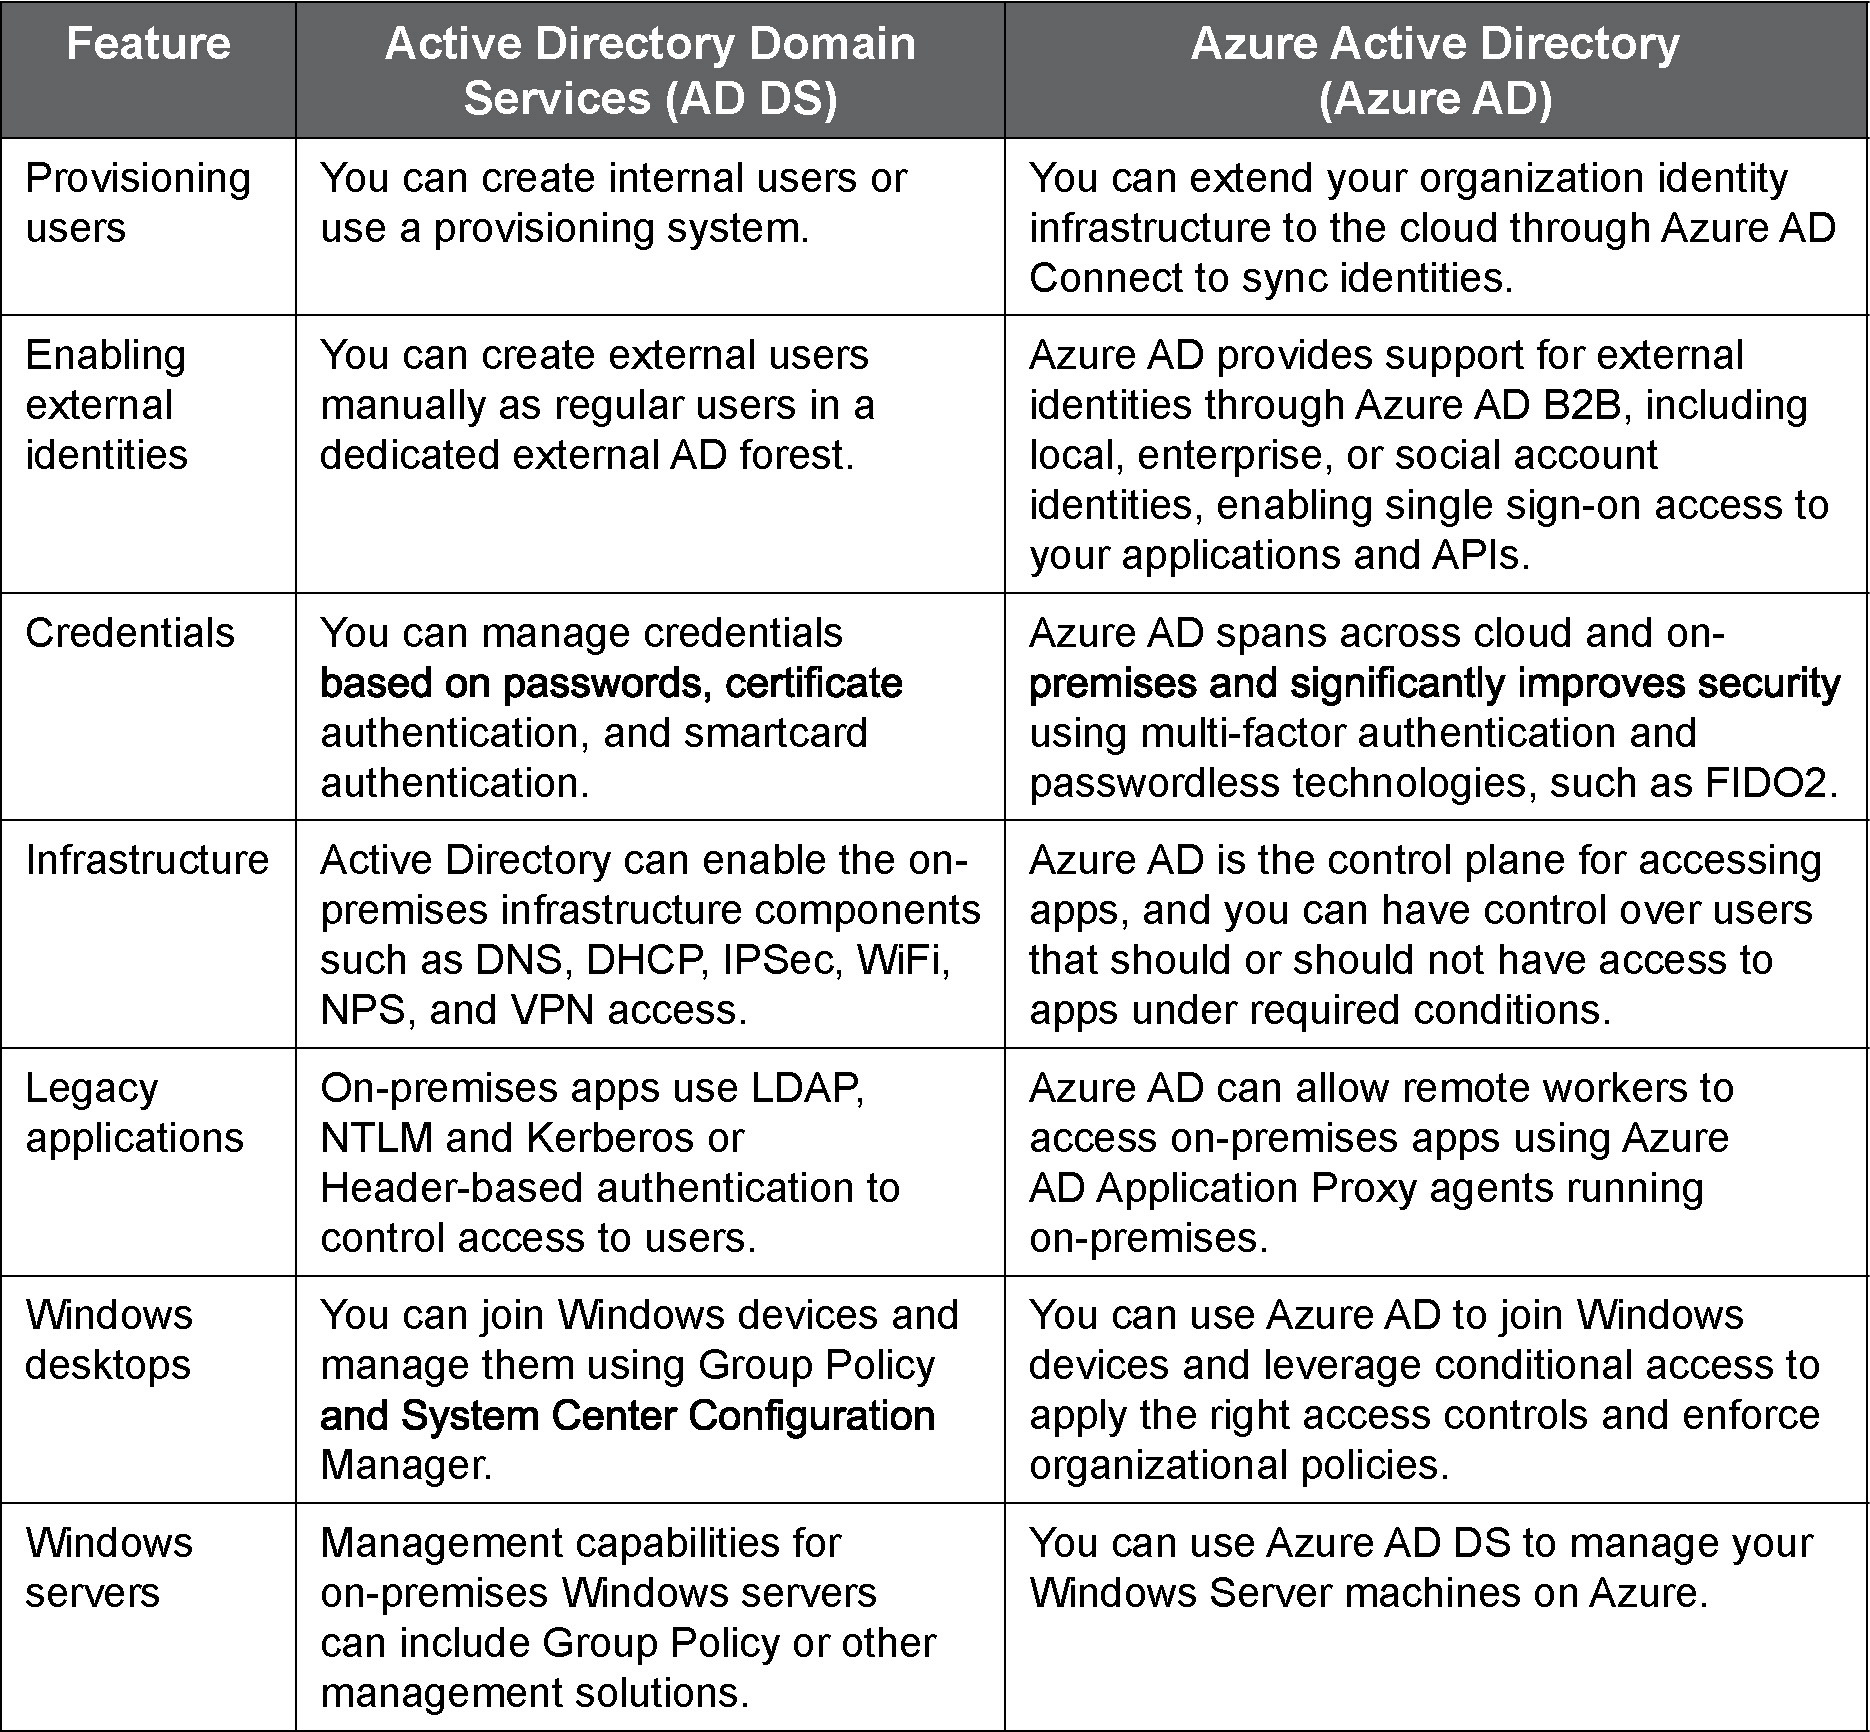 Feature
Active Directory Domain
Services (AD DS)
Azure Active Directory
(Azure AD)
Provisioning
users
You can create internal users or
use a provisioning system.
You can extend your organization identity
infrastructure to the cloud through Azure AD
Connect to sync identities.
Enabling
external
identities
You can create external users
manually as regular users in a
dedicated external AD forest.
Azure AD provides support for external
identities through Azure AD B2B, including
local, enterprise, or social account
identities, enabling single sign-on access to
your applications and APIs.
Credentials
You can manage credentials
based on passwords, certificate
authentication, and smartcard
authentication.
Azure AD spans across cloud and on-
premises and significantly improves security
using multi-factor authentication and
passwordless technologies, such as FIDO2.
Infrastructure
Active Directory can enable the on-
premises infrastructure components
such as DNS, DHCP, IPSec, WiFi,
NPS, and VPN access.
Azure AD is the control plane for accessing
apps, and you can have control over users
that should or should not have access to
apps under required conditions.
Legacy
applications
On-premises apps use LDAP,
NTLM and Kerberos or
Header-based authentication to
control access to users.
Azure AD can allow remote workers to
access on-premises apps using Azure
AD Application Proxy agents running
on-premises.
Windows
desktops
You can join Windows devices and
manage them using Group Policy
and System Center Configuration
Manager.
You can use Azure AD to join Windows
devices and leverage conditional access to
apply the right access controls and enforce
organizational policies.
Windows
servers
Management capabilities for
on-premises Windows servers
can include Group Policy or other
management solutions.
You can use Azure AD DS to manage your
Windows Server machines on Azure.